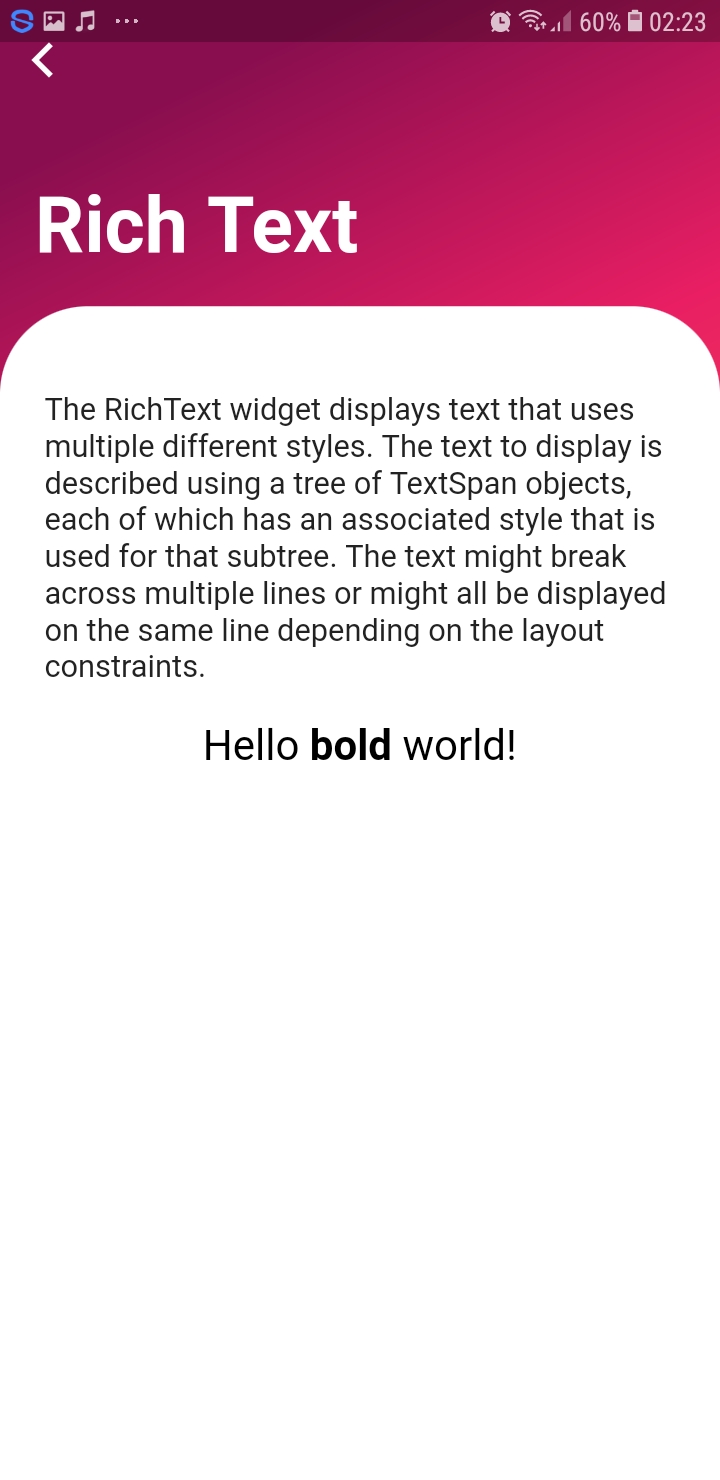 60% 02:23
Rich Text
The RichText widget displays text that uses
multiple different styles. The text to display is
described using a tree of TextSpan objects,
each of which has an associated style that is
used for that subtree. The text might break
across multiple lines or might all be displayed
on the same line depending on the layout
constraints.
Hello bold world!